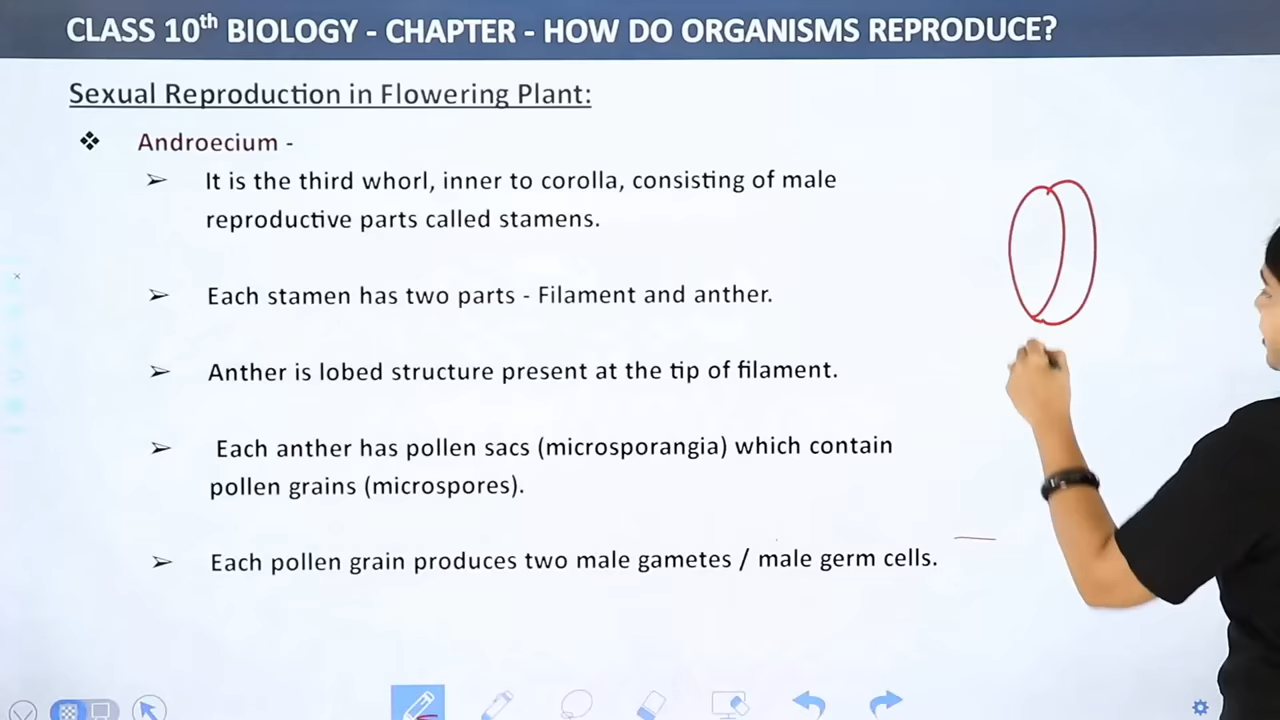 CLASS 10th BIOLOGY - CHAPTER - HOW DO ORGANISMS REPRODUCE?
Sexual Reproduction in Flowering Plant:
❖ Androecium -
➢ It is the third whorl, inner to corolla, consisting of male
reproductive parts called stamens.
➢ Each stamen has two parts - Filament and anther.
➢ Anther is lobed structure present at the tip of filament.
➢ Each anther has pollen sacs (microsporangia) which contain
pollen grains (microspores).
➢ Each pollen grain produces two male gametes / male germ cells.